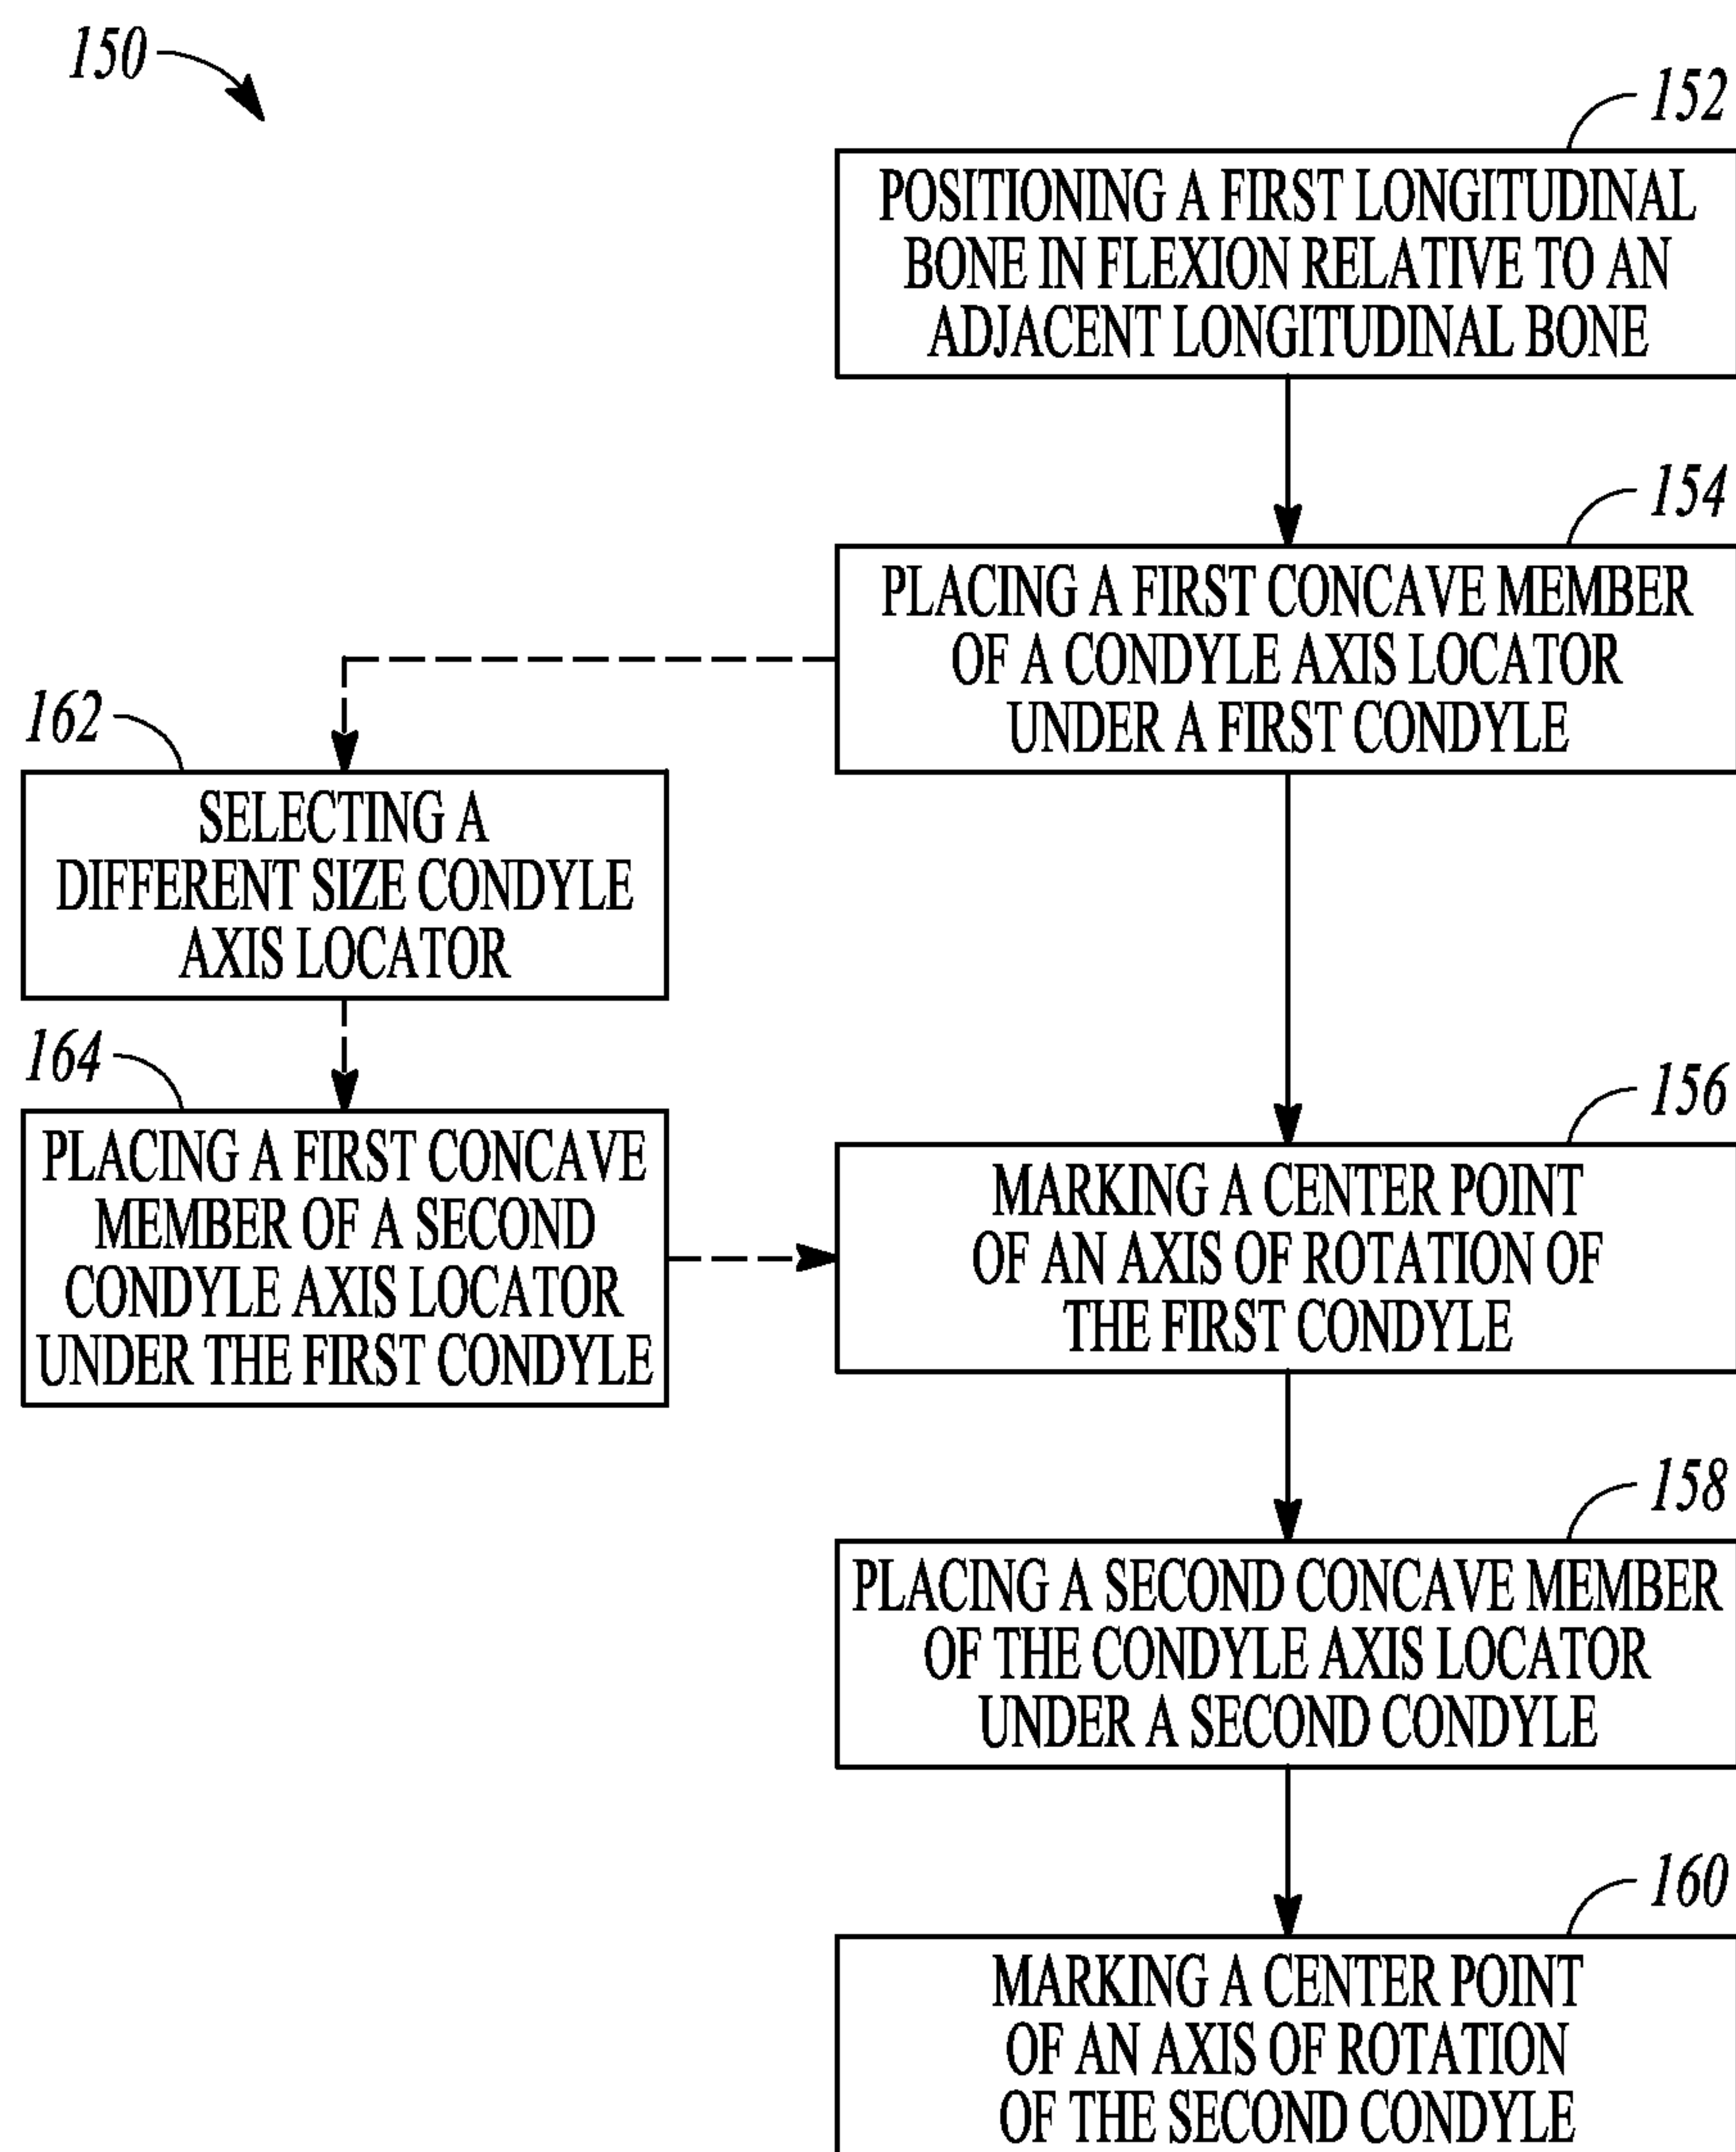 150
152
POSITIONING A FIRST LONGITUDINAL
BONE IN FLEXION RELATIVE TO AN
ADJACENT LONGITUDINAL BONE
154
PLACING A FIRST CONCAVE MEMBER
OF A CONDYLE AXIS LOCATOR
UNDER A FIRST CONDYLE
162
SELECTING A
DIFFERENT SIZE CONDYLE
AXIS LOCATOR
164
PLACING A FIRST CONCAVE
MEMBER OF A SECOND
CONDYLE AXIS LOCATOR
UNDER THE FIRST CONDYLE
156
MARKING A CENTER POINT
OF AN AXIS OF ROTATION OF
THE FIRST CONDYLE
158
PLACING A SECOND CONCAVE MEMBER
OF THE CONDYLE AXIS LOCATOR
UNDER A SECOND CONDYLE
160
MARKING A CENTER POINT
OF AN AXIS OF ROTATION
OF THE SECOND CONDYLE